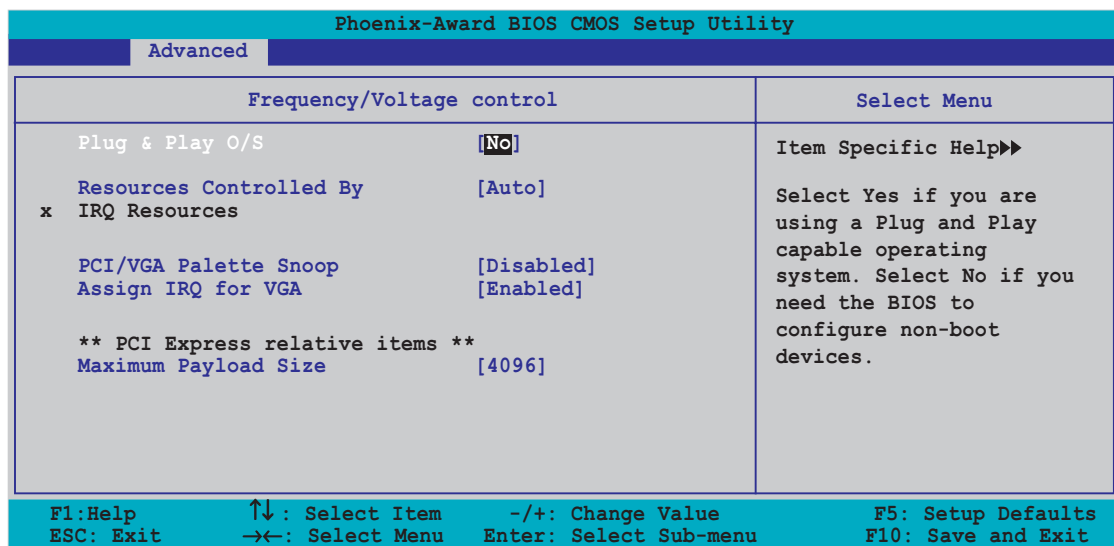 Phoenix-Award BIOS CMOS Setup Utility
Advanced
Frequency/Voltage control
Select Menu
Plug & Play O/S [No]
Resources Controlled By [Auto]
x IRQ Resources
PCI/VGA Palette Snoop [Disabled]
Assign IRQ for VGA [Enabled]
** PCI Express relative items **
Maximum Payload Size [4096]
Item Specific Help▶▶
Select Yes if you are
using a Plug and Play
capable operating
system. Select No if you
need the BIOS to
configure non-boot
devices.
F1:Help ↑↓ : Select Item -/+: Change Value F5: Setup Defaults
ESC: Exit →←: Select Menu Enter: Select Sub-menu F10: Save and Exit